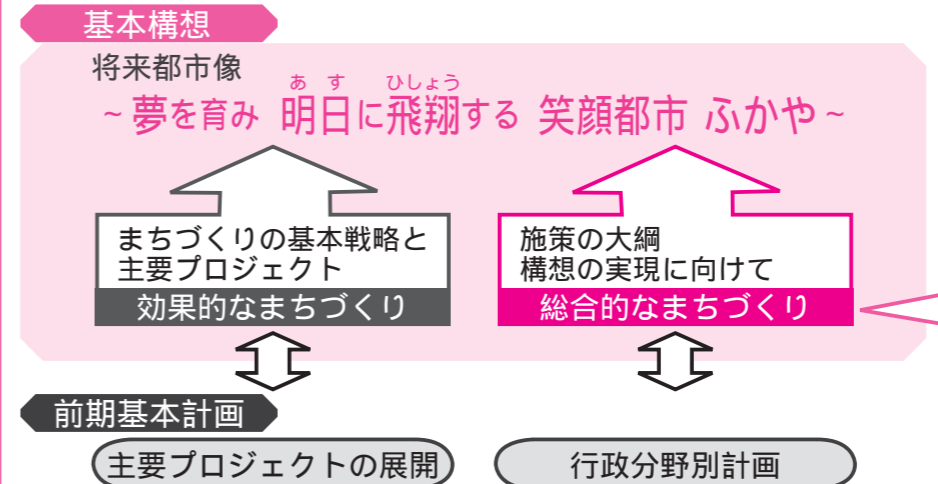 基本構想
将来都市像
あす ひしょう
~夢を育み 明日に飛翔する 笑顔都市 ふかや~
まちづくりの基本戦略と
主要プロジェクト
効果的なまちづくり
施策の大綱
構想の実現に向けて
総合的なまちづくり
前期基本計画
主要プロジェクトの展開
行政分野別計画